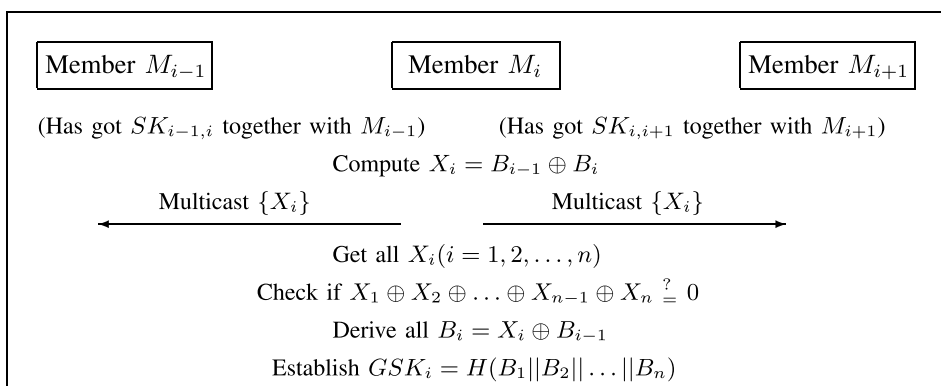 Member M_{i−1} Member M_i Member M_{i+1}
(Has got SK_{i−1,i} together with M_{i−1}) (Has got SK_{i,i+1} together with M_{i+1})
Compute X_i = B_{i−1} ⊕ B_i
Multicast {X_i} Multicast {X_i}
Get all X_i(i = 1, 2, . . . , n)
Check if X_1 ⊕ X_2 ⊕ . . . ⊕ X_{n−1} ⊕ X_n ≟ 0
Derive all B_i = X_i ⊕ B_{i−1}
Establish GSK_i = H(B_1||B_2|| . . . ||B_n)